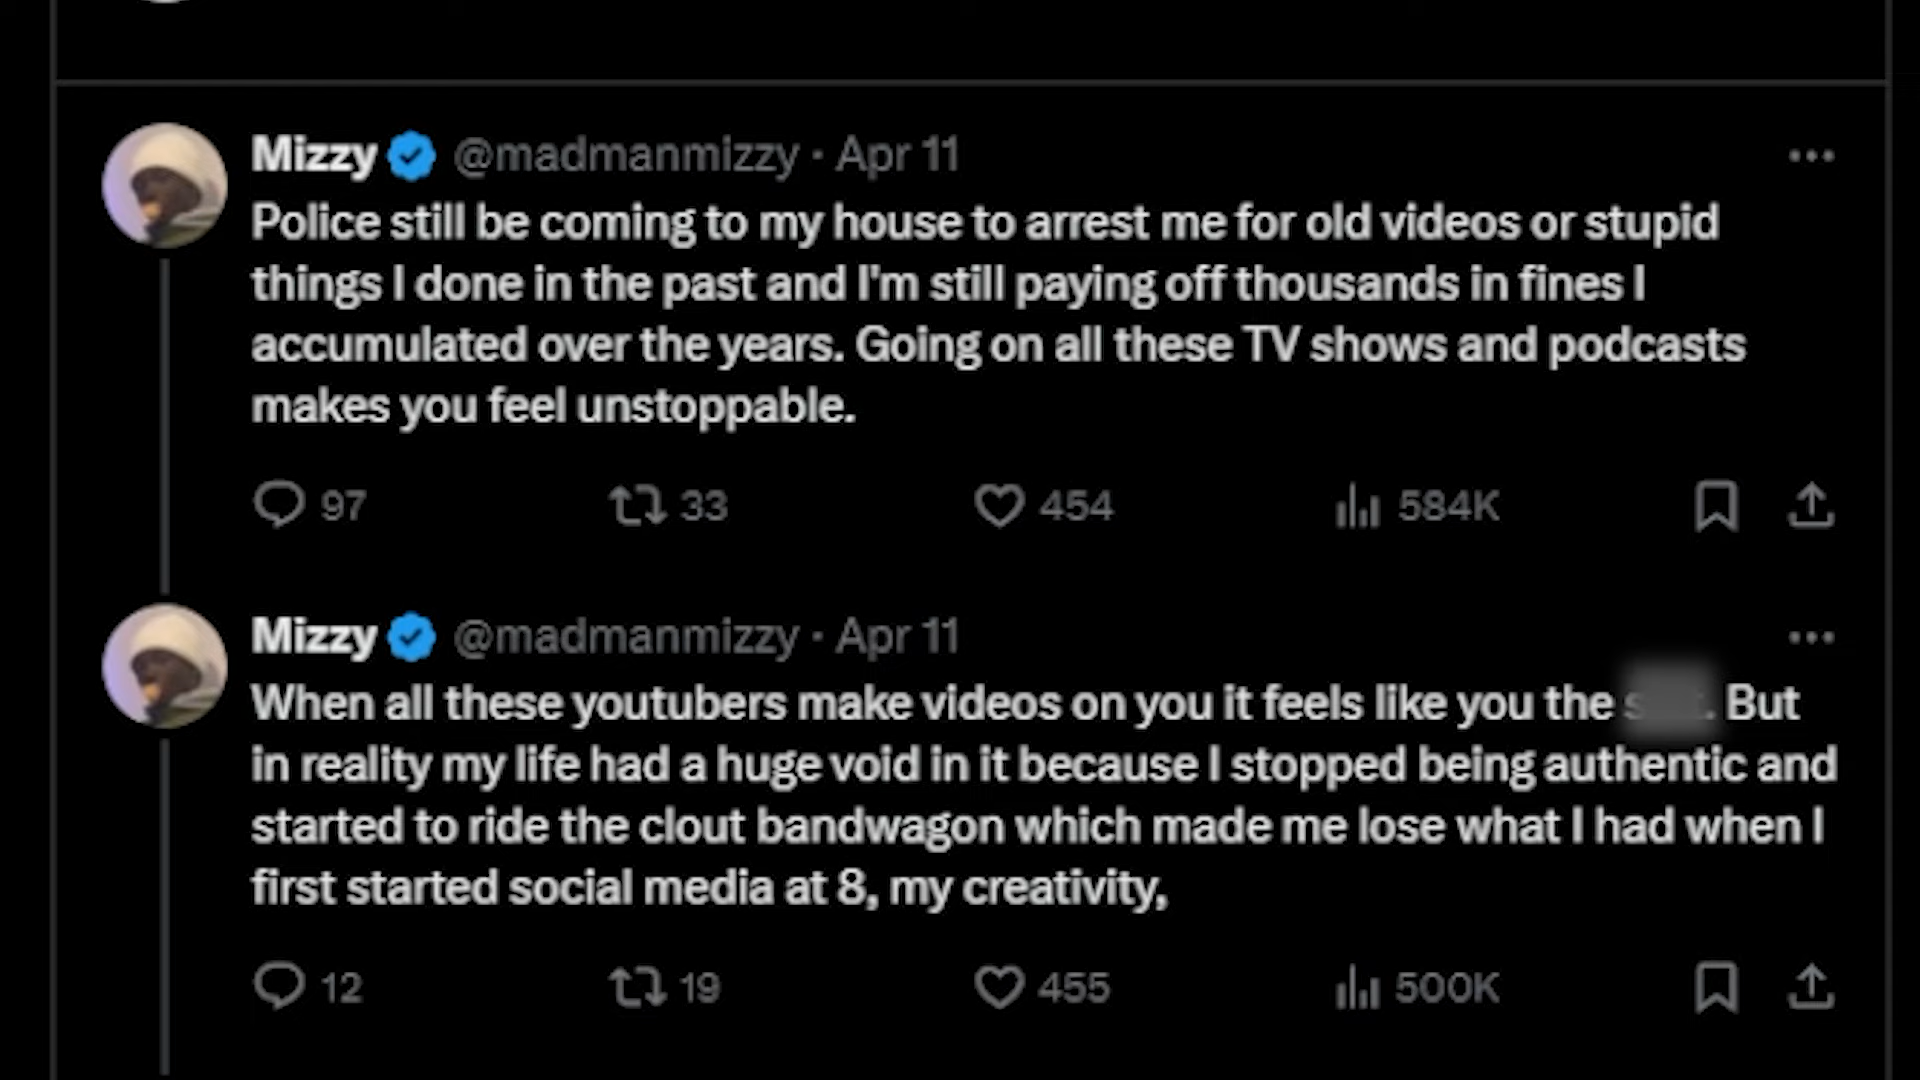 Mizzy @madmanmizzy · Apr 11
Police still be coming to my house to arrest me for old videos or stupid
things I done in the past and I'm still paying off thousands in fines I
accumulated over the years. Going on all these TV shows and podcasts
makes you feel unstoppable.
97 33 454 584K
Mizzy @madmanmizzy · Apr 11
When all these youtubers make videos on you it feels like you the . But
in reality my life had a huge void in it because I stopped being authentic and
started to ride the clout bandwagon which made me lose what I had when I
first started social media at 8, my creativity,
12 19 455 500K